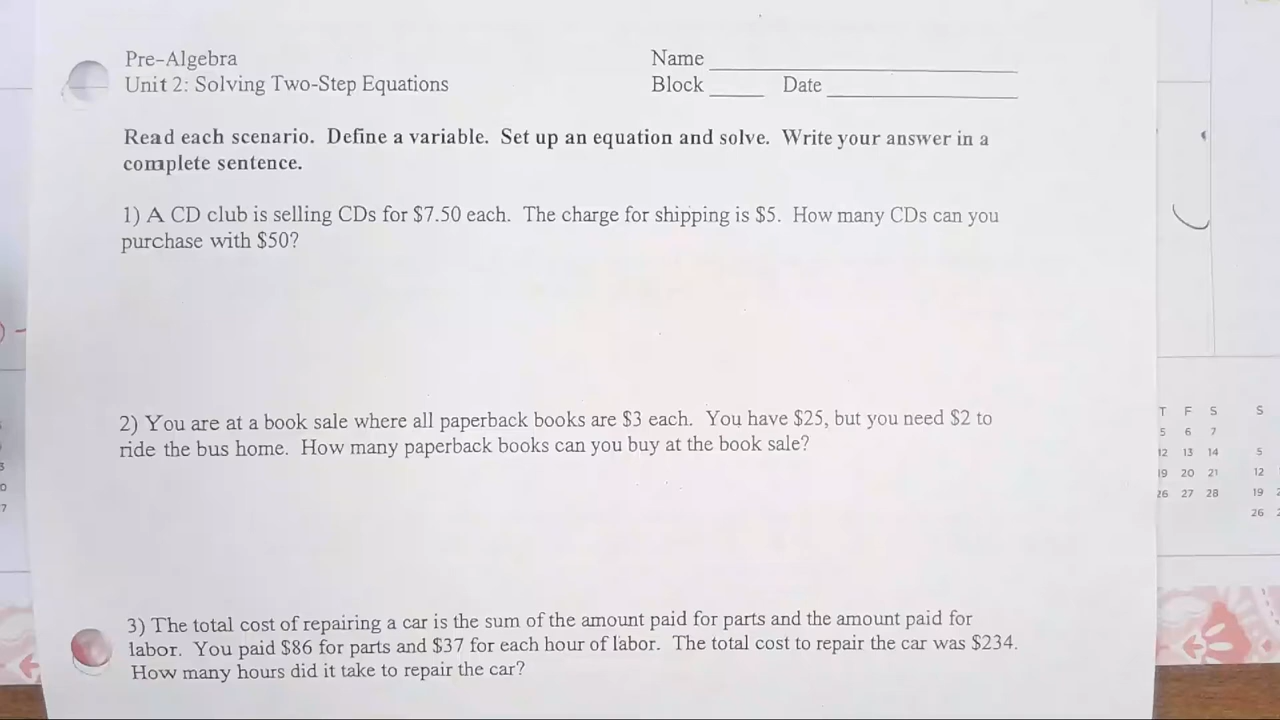 Pre-Algebra
Unit 2: Solving Two-Step Equations
Name
Block Date
Read each scenario. Define a variable. Set up an equation and solve. Write your answer in a
complete sentence.
1) A CD club is selling CDs for $7.50 each. The charge for shipping is $5. How many CDs can you
purchase with $50?
2) You are at a book sale where all paperback books are $3 each. You have $25, but you need $2 to
ride the bus home. How many paperback books can you buy at the book sale?
3) The total cost of repairing a car is the sum of the amount paid for parts and the amount paid for
labor. You paid $86 for parts and $37 for each hour of labor. The total cost to repair the car was $234.
How many hours did it take to repair the car?
T F S S
5 6 7
12 13 14 5
19 20 21 12
26 27 28 19
26